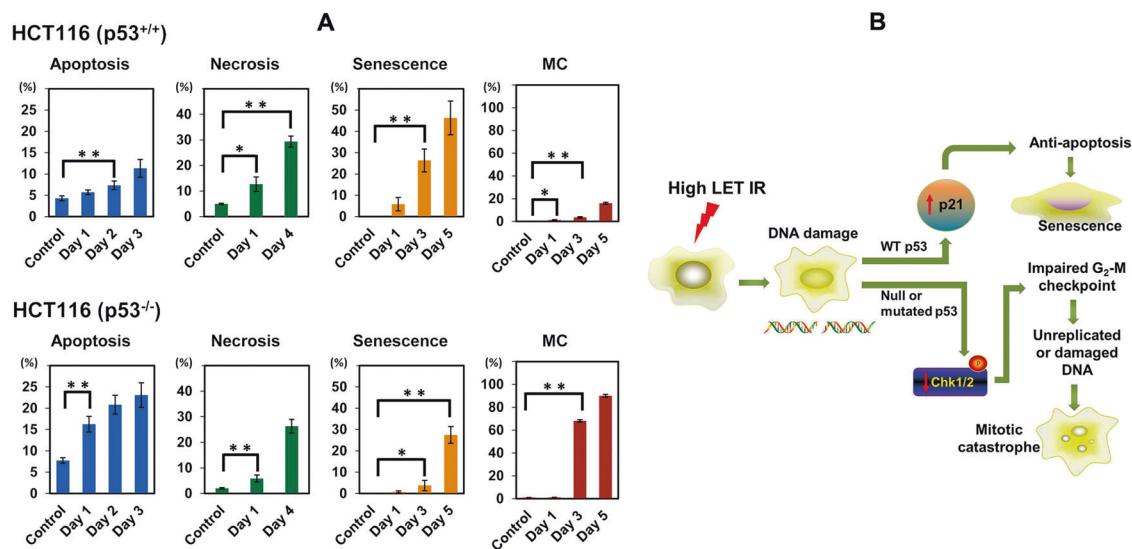 A
B
HCT116 (p53+/+)
Apoptosis
Necrosis
Senescence
MC
(%)
25
20
15
10
5
0
Control
Day 1
Day 2
Day 3
**
(%)
40
30
20
10
0
Control
Day 1
Day 4
*
**
(%)
50
40
30
20
10
0
Control
Day 1
Day 3
Day 5
**
(%)
100
80
60
40
20
0
Control
Day 1
Day 3
Day 5
*
**
HCT116 (p53-/-)
Apoptosis
Necrosis
Senescence
MC
(%)
25
20
15
10
5
0
Control
Day 1
Day 2
Day 3
**
(%)
40
30
20
10
0
Control
Day 1
Day 4
**
(%)
50
40
30
20
10
0
Control
Day 1
Day 3
Day 5
*
**
(%)
100
80
60
40
20
0
Control
Day 1
Day 3
Day 5
**
High LET IR
DNA damage
WT p53
Null or
mutated p53
p21
Anti-apoptosis
Senescence
P
Chk1/2
Impaired G2-M
checkpoint
Unreplicated
or damaged
DNA
Mitotic
catastrophe